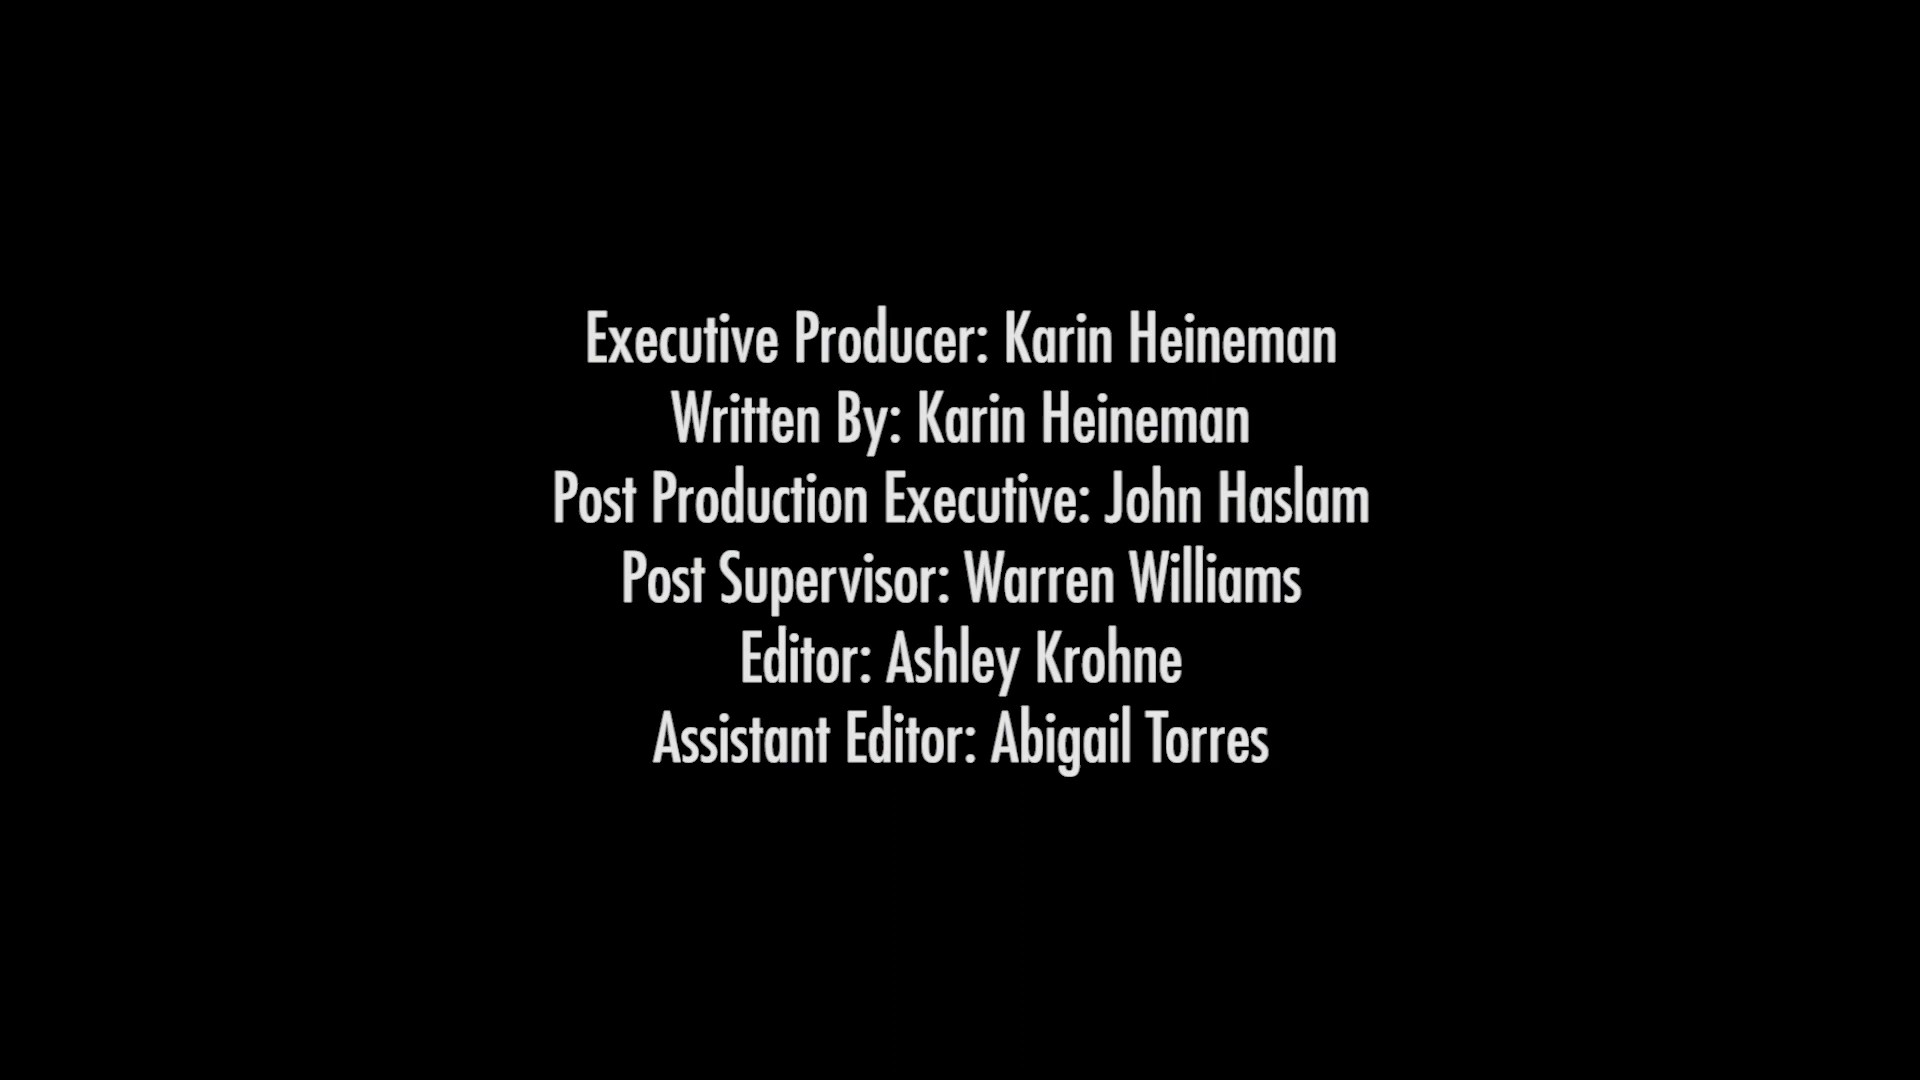 Executive Producer: Karin Heineman
Written By: Karin Heineman
Post Production Executive: John Haslam
Post Supervisor: Warren Williams
Editor: Ashley Krohne
Assistant Editor: Abigail Torres